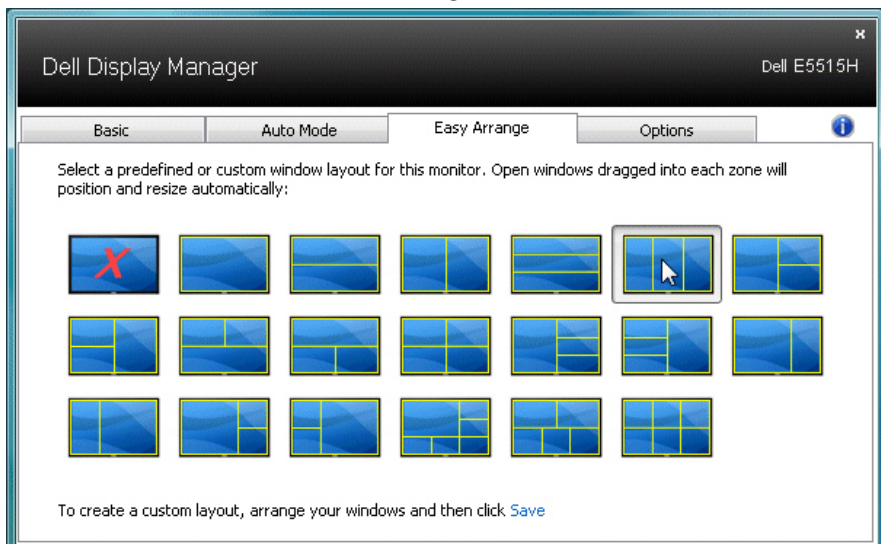 x
Dell Display Manager
Dell E5515H
Basic
Auto Mode
Easy Arrange
Options
i
Select a predefined or custom window layout for this monitor. Open windows dragged into each zone will
position and resize automatically:
X
To create a custom layout, arrange your windows and then click Save